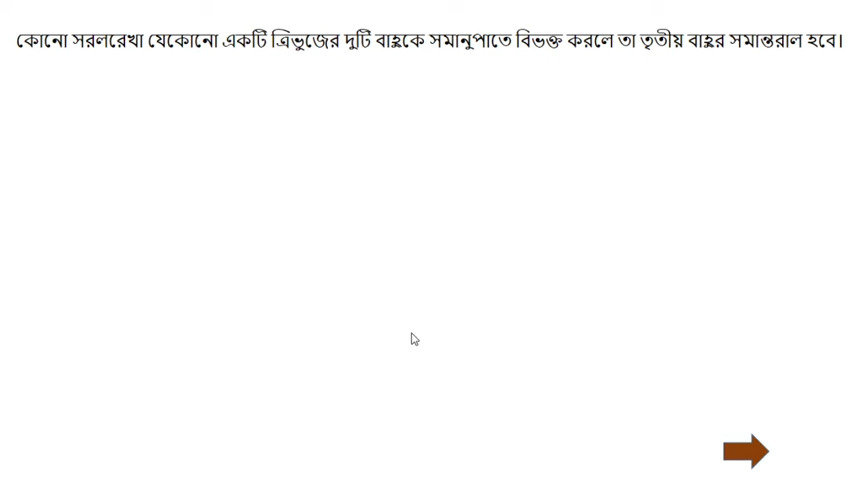 কোনো সরলরেখা যেকোনো একটি ত্রিভুজের দুটি বাহুকে সমানুপাতে বিভক্ত করলে তা তৃতীয় বাহুর সমান্তরাল হবে।